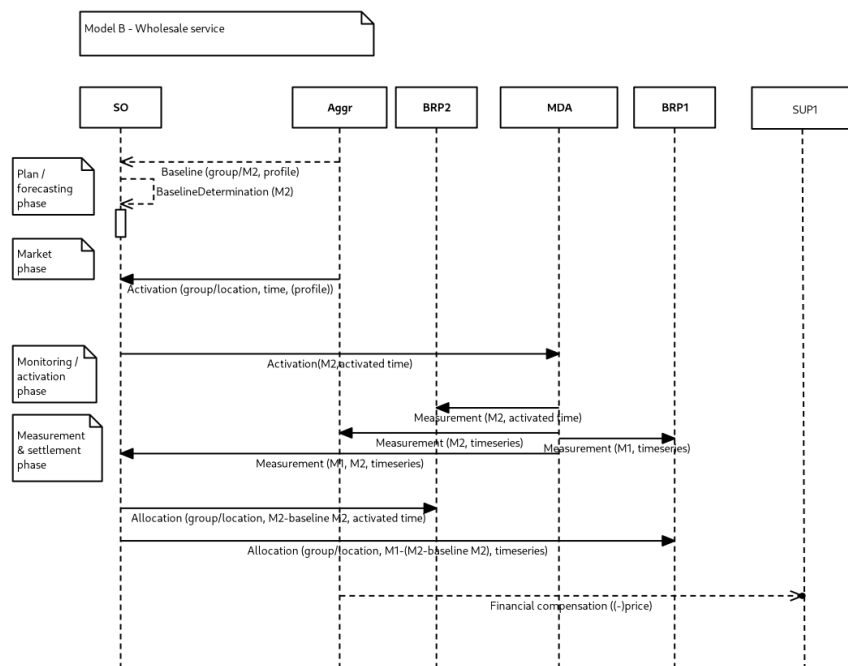 Model B - Wholesale service
SO
Aggr
BRP2
MDA
BRP1
SUP1
Plan /
forecasting
phase
Baseline (group/M2, profile)
BaselineDetermination (M2)
Market
phase
Activation (group/location, time, (profile))
Monitoring /
activation
phase
Activation(M2,activated time)
Measurement (M2, activated time)
Measurement
& settlement
phase
Measurement (M2, timeseries)
Measurement (M1, timeseries)
Measurement (M1, M2, timeseries)
Allocation (group/location, M2-baseline M2, activated time)
Allocation (group/location, M1-(M2-baseline M2), timeseries)
Financial compensation ((-)price)